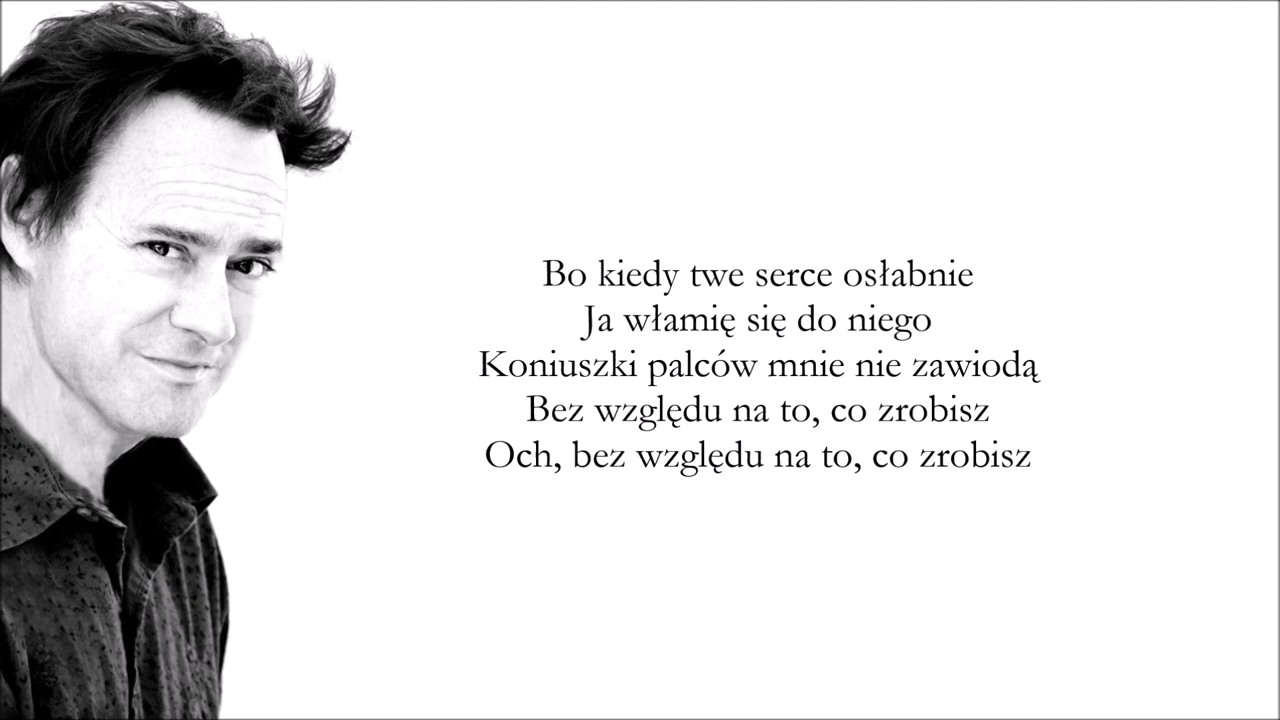 Bo kiedy twe serce osłabnie
Ja włamię się do niego
Koniuszki palców mnie nie zawiodą
Bez względu na to, co zrobisz
Och, bez względu na to, co zrobisz